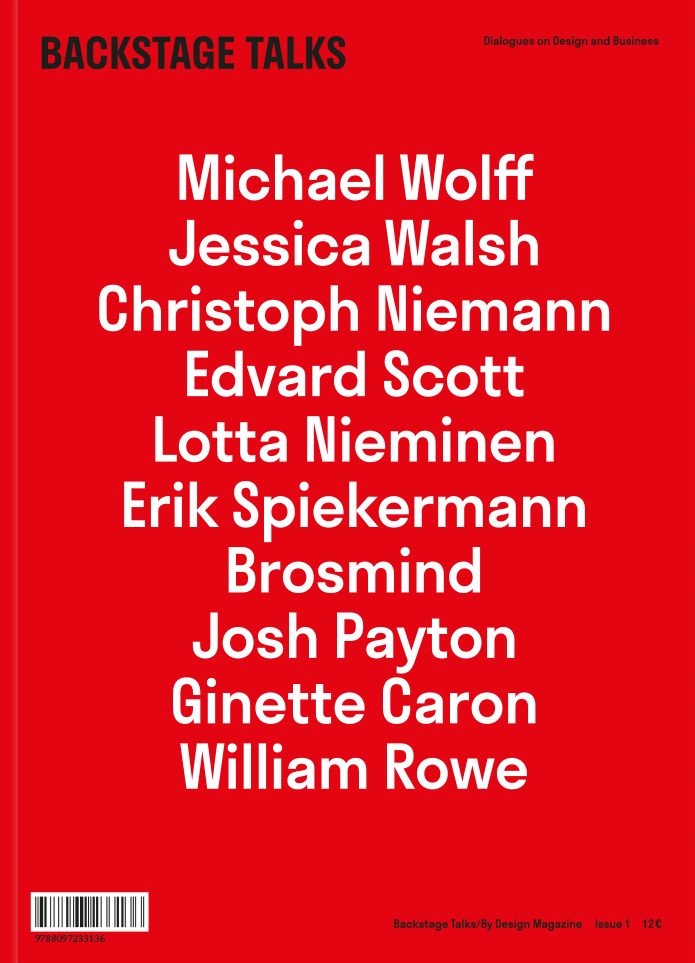 BACKSTAGE TALKS
Dialogues on Design and Business
Michael Wolff
Jessica Walsh
Christoph Niemann
Edvard Scott
Lotta Nieminen
Erik Spiekermann
Brosmind
Josh Payton
Ginette Caron
William Rowe
9788097233136
Backstage Talks/By Design Magazine Issue 1 12 €